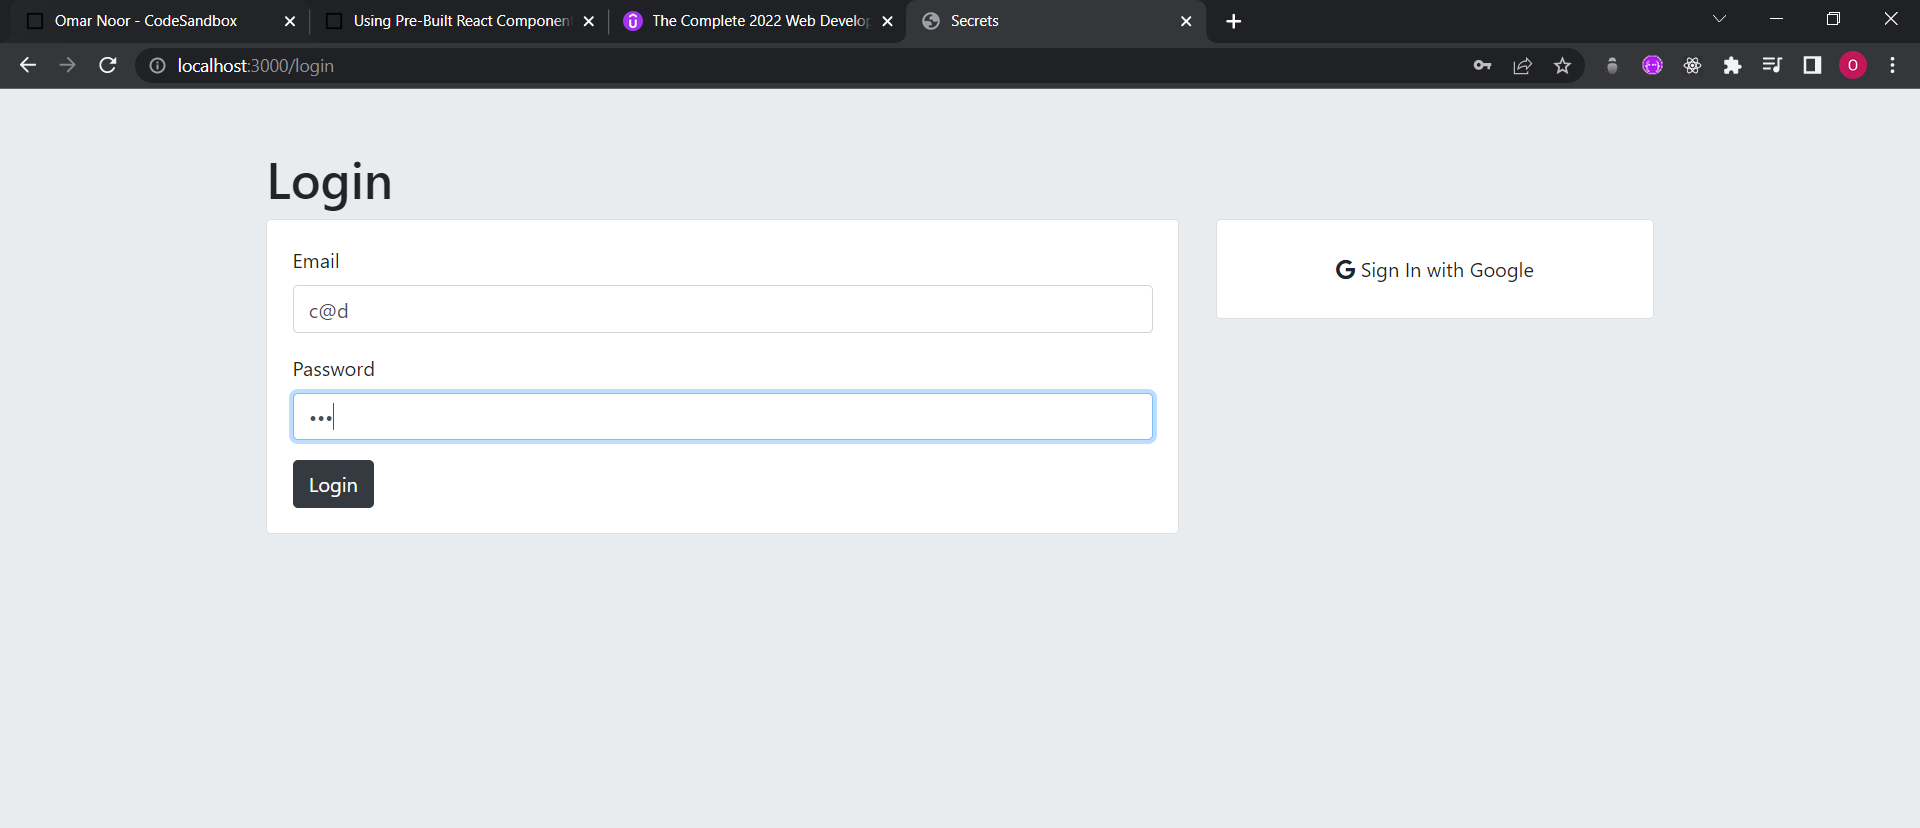 Omar Noor - CodeSandbox
Using Pre-Built React Componen
The Complete 2022 Web Develop
Secrets
localhost:3000/login
O
Login
Email
c@d
Password
•••
Login
G Sign In with Google